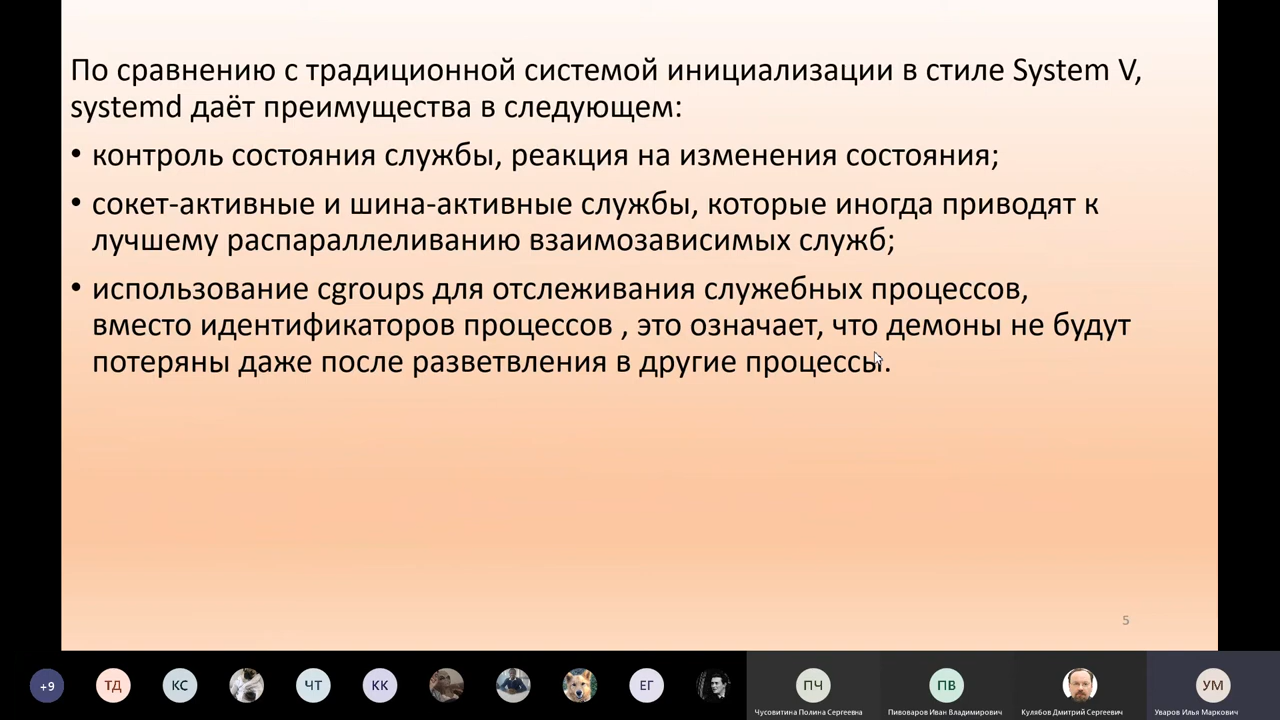 По сравнению с традиционной системой инициализации в стиле System V,
systemd даёт преимущества в следующем:
• контроль состояния службы, реакция на изменения состояния;
• сокет-активные и шина-активные службы, которые иногда приводят к
лучшему распараллеливанию взаимозависимых служб;
• использование cgroups для отслеживания служебных процессов,
вместо идентификаторов процессов , это означает, что демоны не будут
потеряны даже после разветвления в другие процессы.
5
+9 ТД КС ЧТ КК ЕГ ПЧ ПВ УМ
Чусовитина Полина Сергеевна Пивоваров Иван Владимирович Кулябов Дмитрий Сергеевич Уваров Илья Маркович